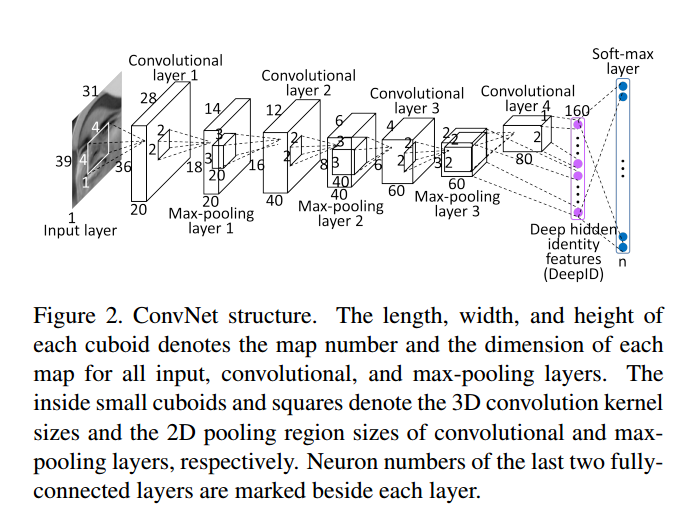 Soft-max
layer
Convolutional
layer 1
Convolutional
layer 2
Convolutional
layer 3
Convolutional
layer 4
31
28
14
12
6
4
2
1
160
4
2
3
2
3
2
2
2
39
4
36
2
18
3
16
2
8
3
6
2
3
2
1
20
20
40
40
60
60
80
1
20
40
Input layer
Max-pooling
layer 1
Max-pooling
layer 2
Max-pooling
layer 3
Deep hidden
identity
features
(DeepID)
n
Figure 2. ConvNet structure. The length, width, and height of
each cuboid denotes the map number and the dimension of each
map for all input, convolutional, and max-pooling layers. The
inside small cuboids and squares denote the 3D convolution kernel
sizes and the 2D pooling region sizes of convolutional and max-
pooling layers, respectively. Neuron numbers of the last two fully-
connected layers are marked beside each layer.